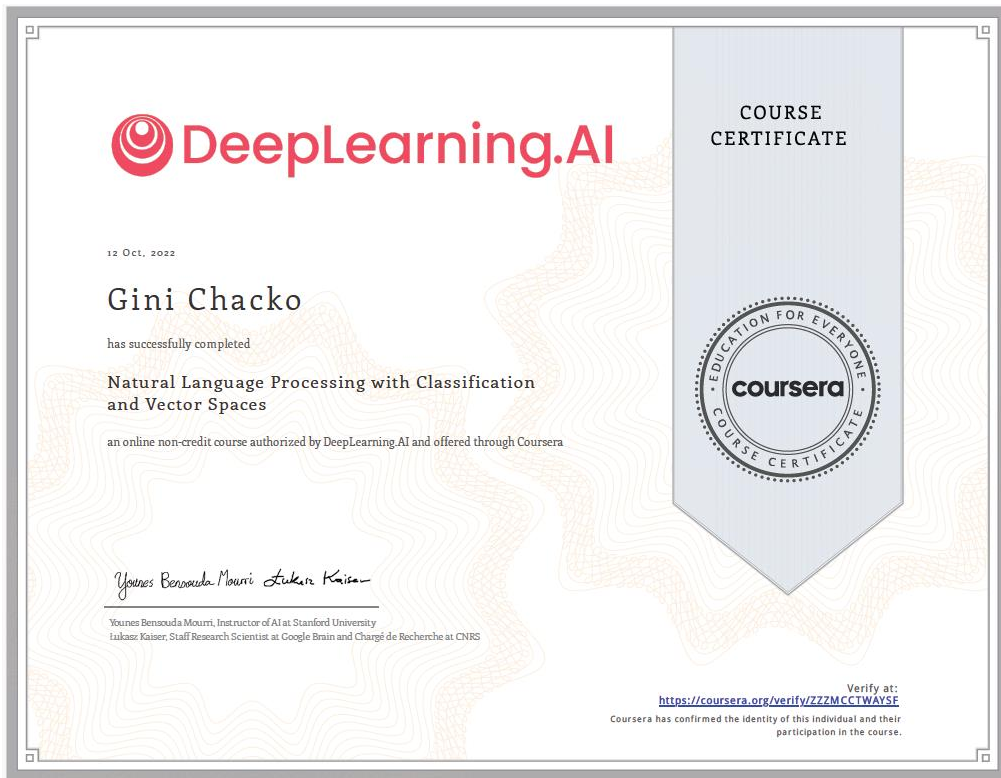 DeepLearning.AI
COURSE
CERTIFICATE
12 Oct, 2022
Gini Chacko
has successfully completed
Natural Language Processing with Classification
and Vector Spaces
an online non-credit course authorized by DeepLearning.AI and offered through Coursera
EDUCATION FOR EVERYONE
coursera
COURSE CERTIFICATE
Younes Bensouda Mourri Łukasz Kaiser
Younes Bensouda Mourri, Instructor of AI at Stanford University
Łukasz Kaiser, Staff Research Scientist at Google Brain and Chargé de Recherche at CNRS
Verify at:
https://coursera.org/verify/ZZZMCCTWAYSF
Coursera has confirmed the identity of this individual and their
participation in the course.